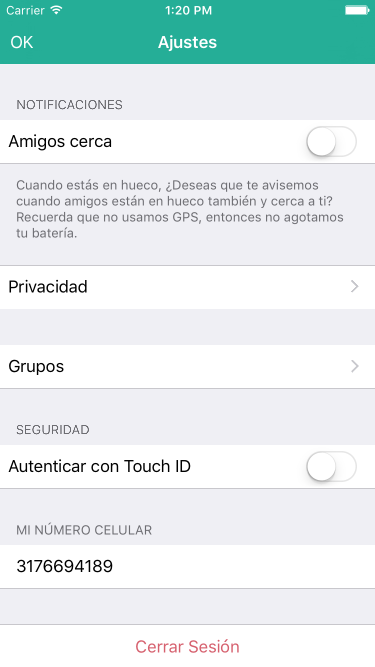 Carrier 1:20 PM
OK Ajustes
NOTIFICACIONES
Amigos cerca
Cuando estás en hueco, ¿Deseas que te avisemos
cuando amigos están en hueco también y cerca a ti?
Recuerda que no usamos GPS, entonces no agotamos
tu batería.
Privacidad
Grupos
SEGURIDAD
Autenticar con Touch ID
MI NÚMERO CELULAR
3176694189
Cerrar Sesión